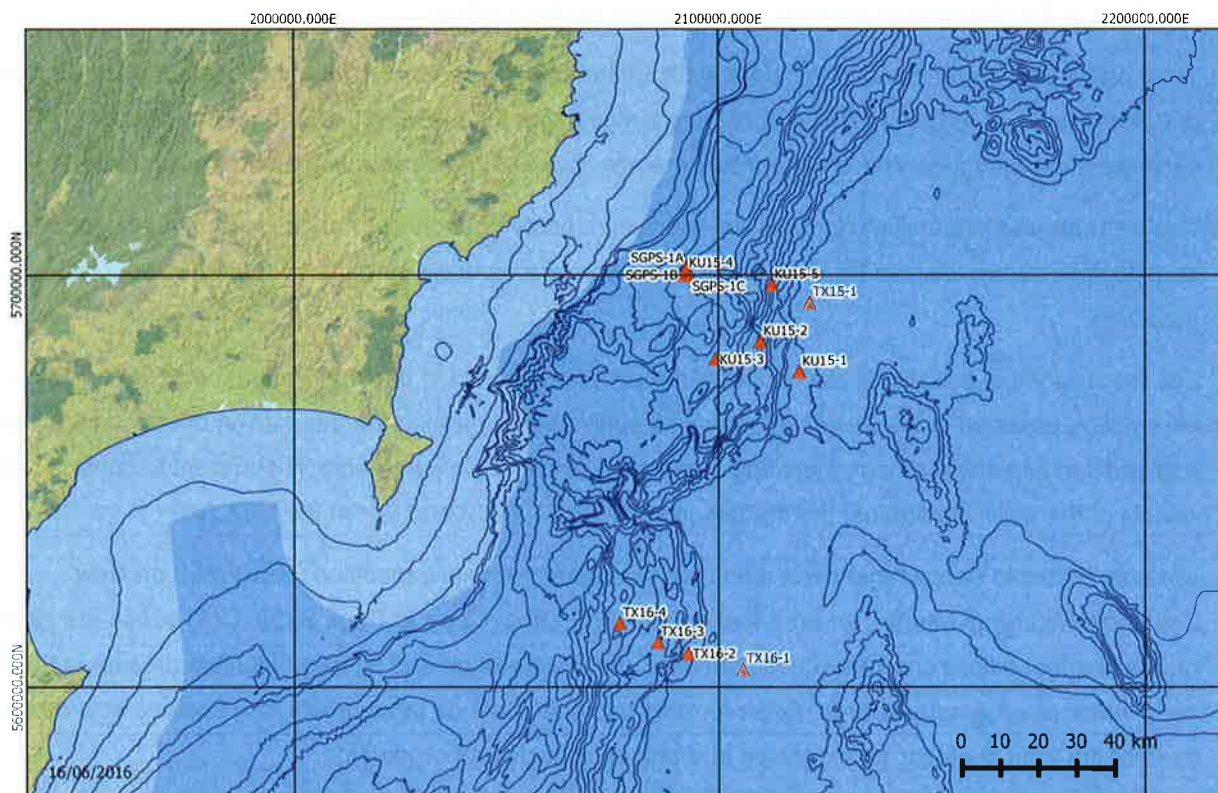 2000000.000E
2100000.000E
2200000.000E
5700000.000N
SGPS-1A
KU15-4
SGPS-1B
SGPS-1C
KU15-5
TX15-1
KU15-2
KU15-3
KU15-1
TX16-4
TX16-3
TX16-2
TX16-1
5600000.000N
16/06/2016
0 10 20 30 40 km